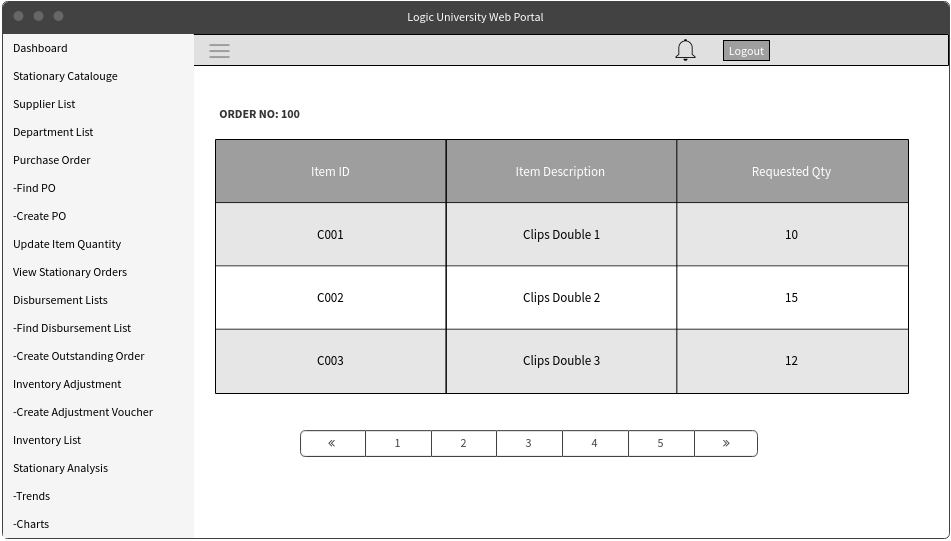 Logic University Web Portal
Dashboard
Stationary Catalouge
Supplier List
Department List
Purchase Order
-Find PO
-Create PO
Update Item Quantity
View Stationary Orders
Disbursement Lists
-Find Disbursement List
-Create Outstanding Order
Inventory Adjustment
-Create Adjustment Voucher
Inventory List
Stationary Analysis
-Trends
-Charts
Logout
ORDER NO: 100
Item ID Item Description Requested Qty
C001 Clips Double 1 10
C002 Clips Double 2 15
C003 Clips Double 3 12
« 1 2 3 4 5 »